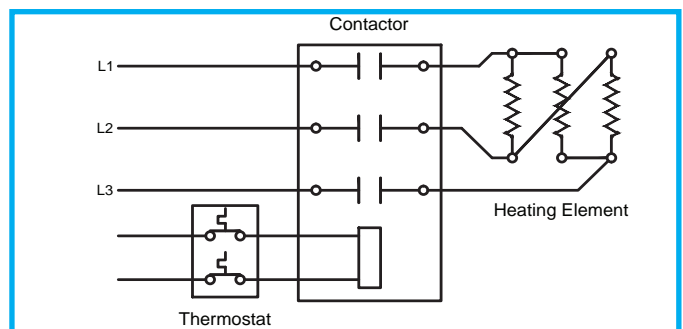 Contactor
L1
L2
L3
Heating Element
Thermostat